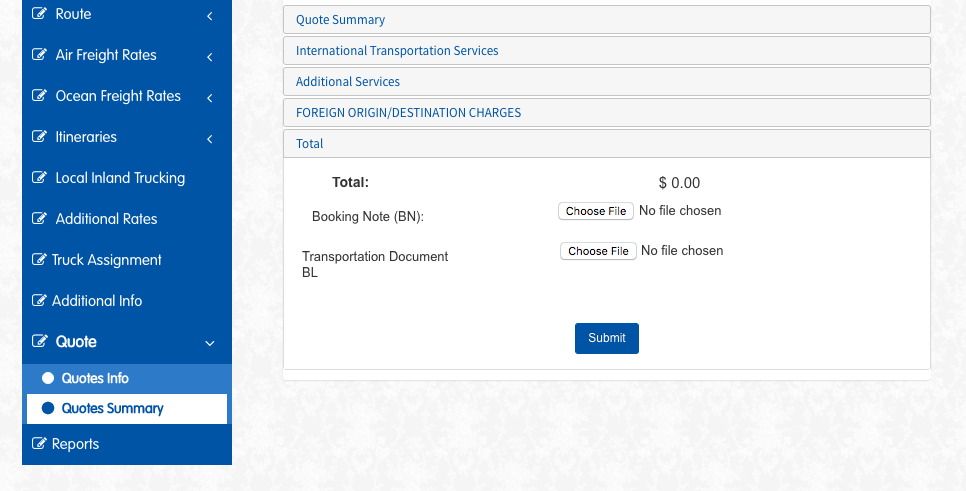 Route
Air Freight Rates
Ocean Freight Rates
Itineraries
Local Inland Trucking
Additional Rates
Truck Assignment
Additional Info
Quote
Quotes Info
Quotes Summary
Reports
Quote Summary
International Transportation Services
Additional Services
FOREIGN ORIGIN/DESTINATION CHARGES
Total
Total: $ 0.00
Booking Note (BN): Choose File No file chosen
Transportation Document Choose File No file chosen
BL
Submit